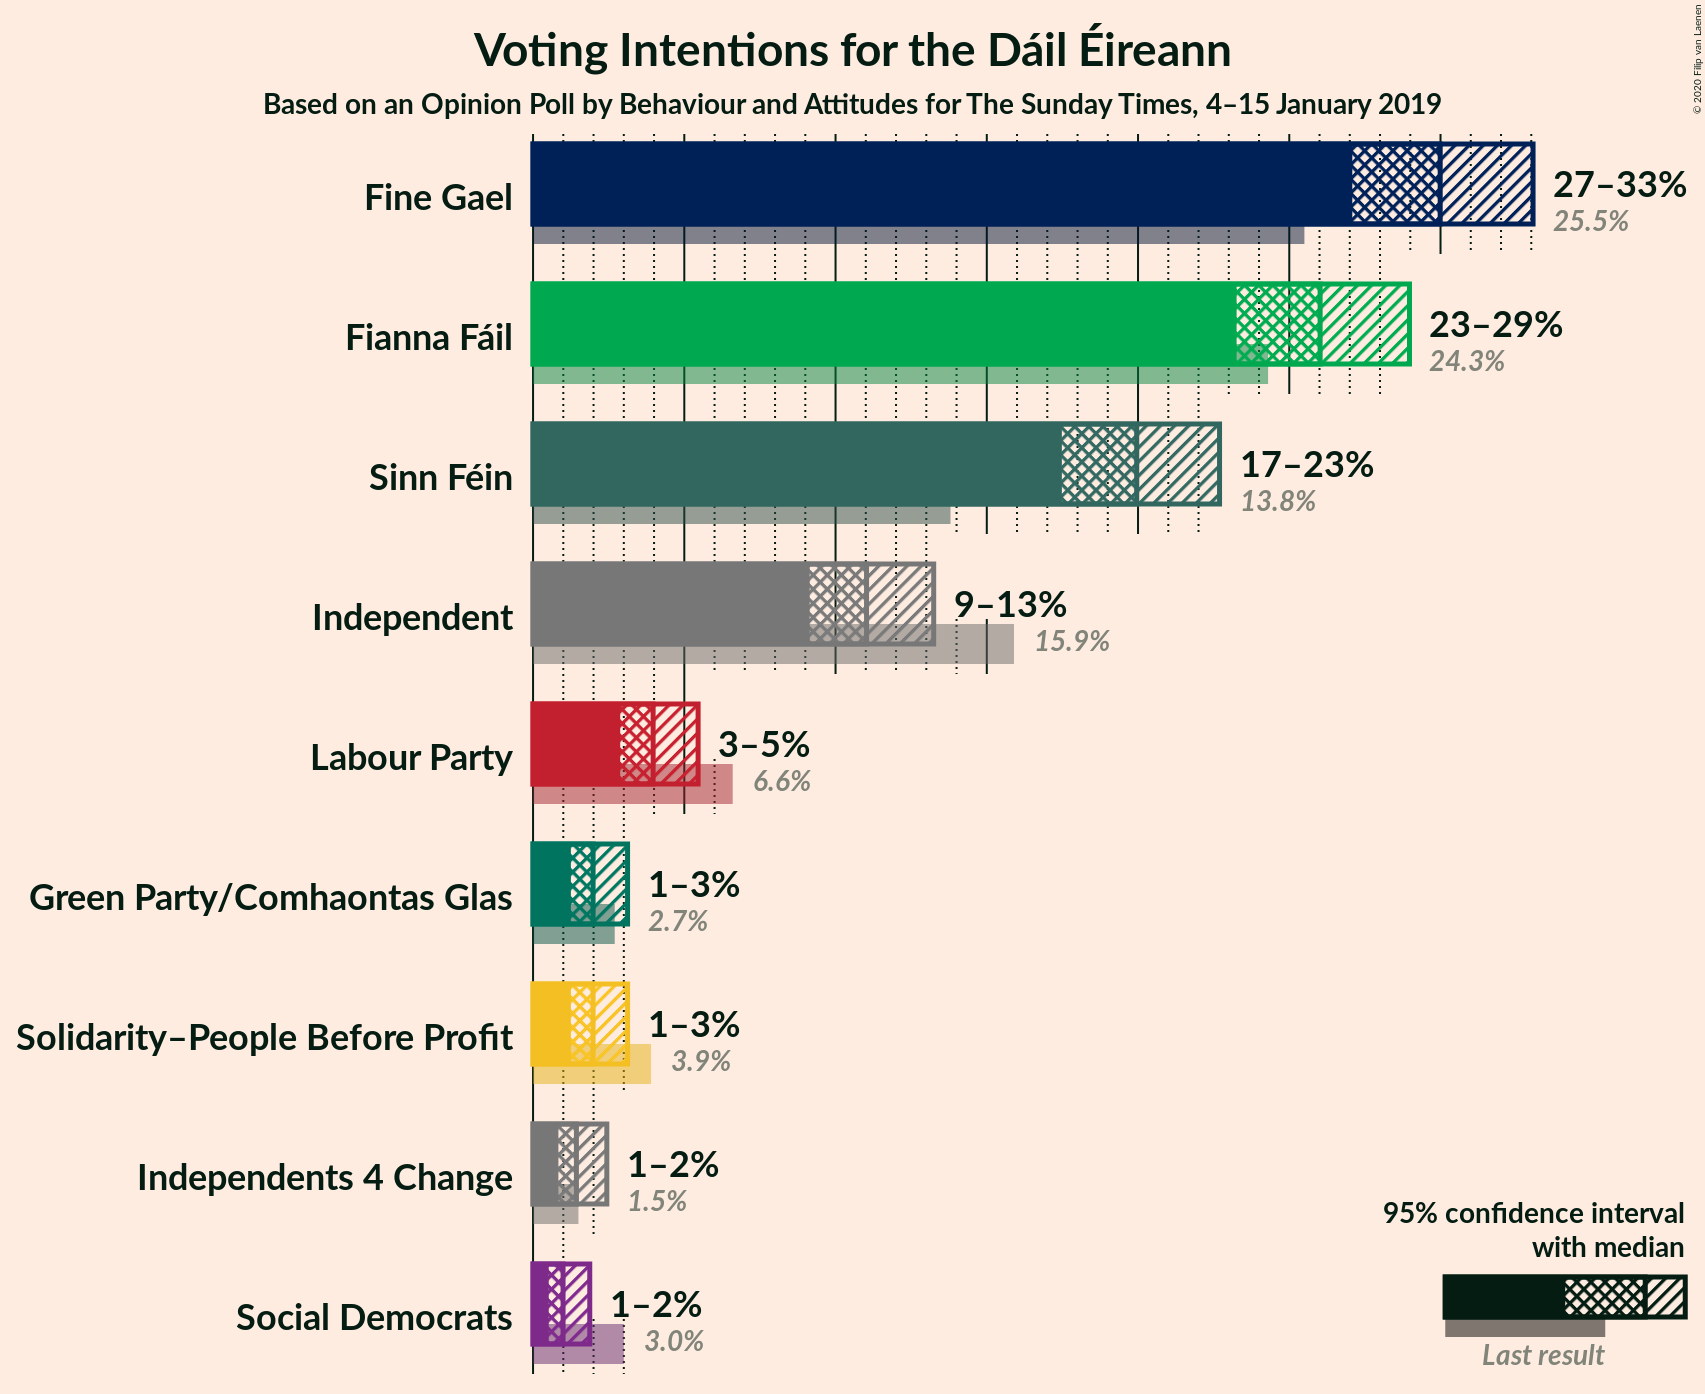 Voting Intentions for the Dáil Éireann
Based on an Opinion Poll by Behaviour and Attitudes for The Sunday Times, 4–15 January 2019
© 2020 Filip van Laenen
Fine Gael
27–33%
25.5%
Fianna Fáil
23–29%
24.3%
Sinn Féin
17–23%
13.8%
Independent
9–13%
15.9%
Labour Party
3–5%
6.6%
Green Party/Comhaontas Glas
1–3%
2.7%
Solidarity–People Before Profit
1–3%
3.9%
Independents 4 Change
1–2%
1.5%
Social Democrats
1–2%
3.0%
95% confidence interval
with median
Last result